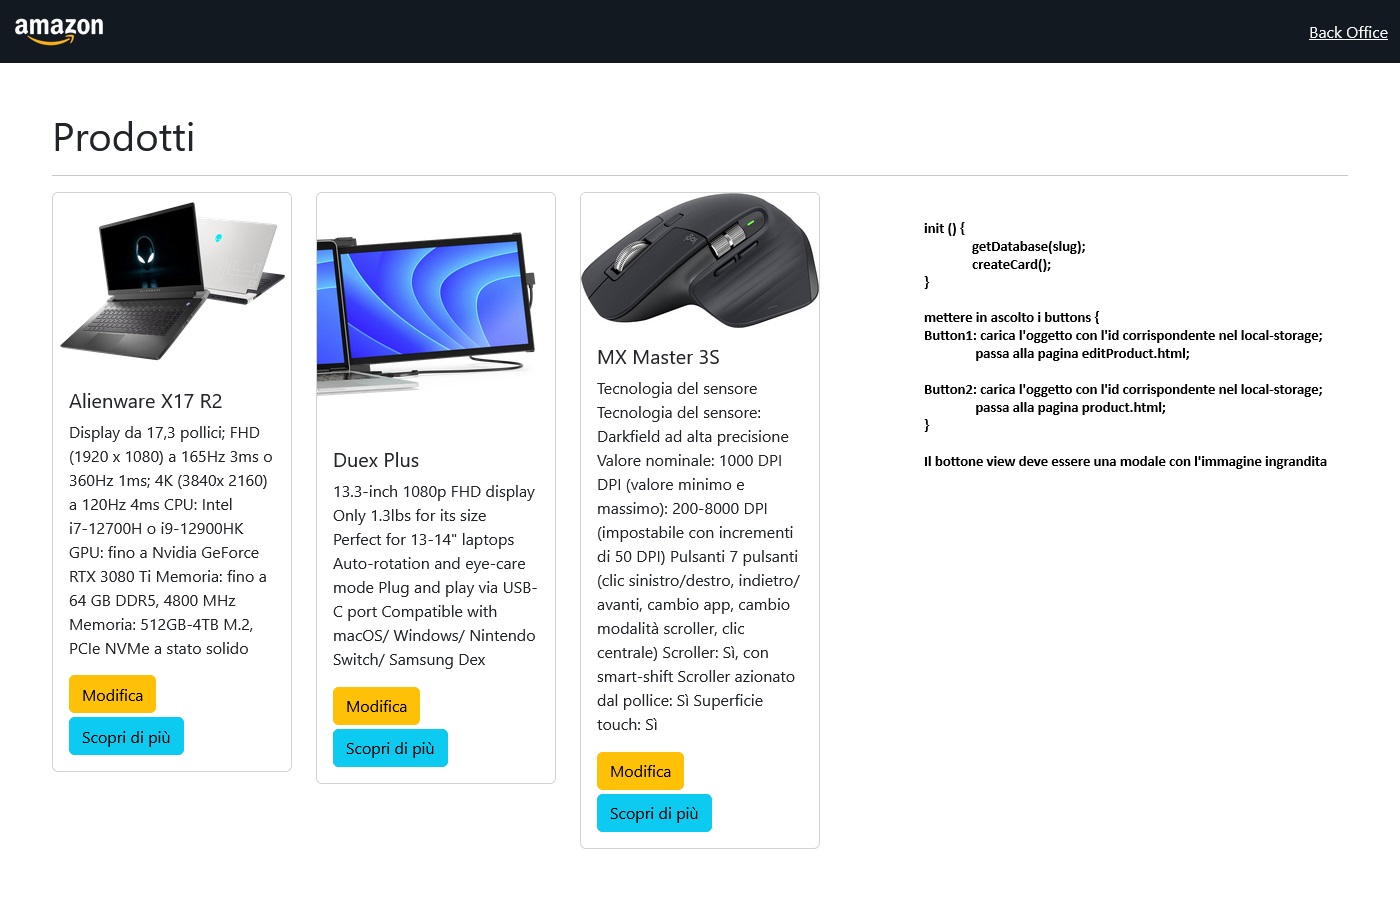 amazon
Back Office
Prodotti
Alienware X17 R2
Display da 17,3 pollici; FHD
(1920 x 1080) a 165Hz 3ms o
360Hz 1ms; 4K (3840x 2160)
a 120Hz 4ms CPU: Intel
i7-12700H o i9-12900HK
GPU: fino a Nvidia GeForce
RTX 3080 Ti Memoria: fino a
64 GB DDR5, 4800 MHz
Memoria: 512GB-4TB M.2,
PCIe NVMe a stato solido
Modifica
Scopri di più
Duex Plus
13.3-inch 1080p FHD display
Only 1.3lbs for its size
Perfect for 13-14" laptops
Auto-rotation and eye-care
mode Plug and play via USB-
C port Compatible with
macOS/ Windows/ Nintendo
Switch/ Samsung Dex
Modifica
Scopri di più
MX Master 3S
Tecnologia del sensore
Tecnologia del sensore:
Darkfield ad alta precisione
Valore nominale: 1000 DPI
DPI (valore minimo e
massimo): 200-8000 DPI
(impostabile con incrementi
di 50 DPI) Pulsanti 7 pulsanti
(clic sinistro/destro, indietro/
avanti, cambio app, cambio
modalità scroller, clic
centrale) Scroller: Sì, con
smart-shift Scroller azionato
dal pollice: Sì Superficie
touch: Sì
Modifica
Scopri di più
init () {
getDatabase(slug);
createCard();
}
mettere in ascolto i buttons {
Button1: carica l'oggetto con l'id corrispondente nel local-storage;
passa alla pagina editProduct.html;
Button2: carica l'oggetto con l'id corrispondente nel local-storage;
passa alla pagina product.html;
}
Il bottone view deve essere una modale con l'immagine ingrandita